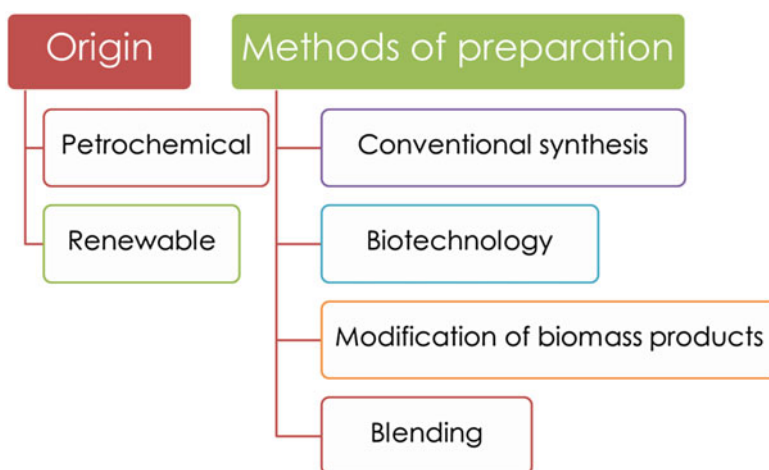 Origin
Petrochemical
Renewable
Methods of preparation
Conventional synthesis
Biotechnology
Modification of biomass products
Blending